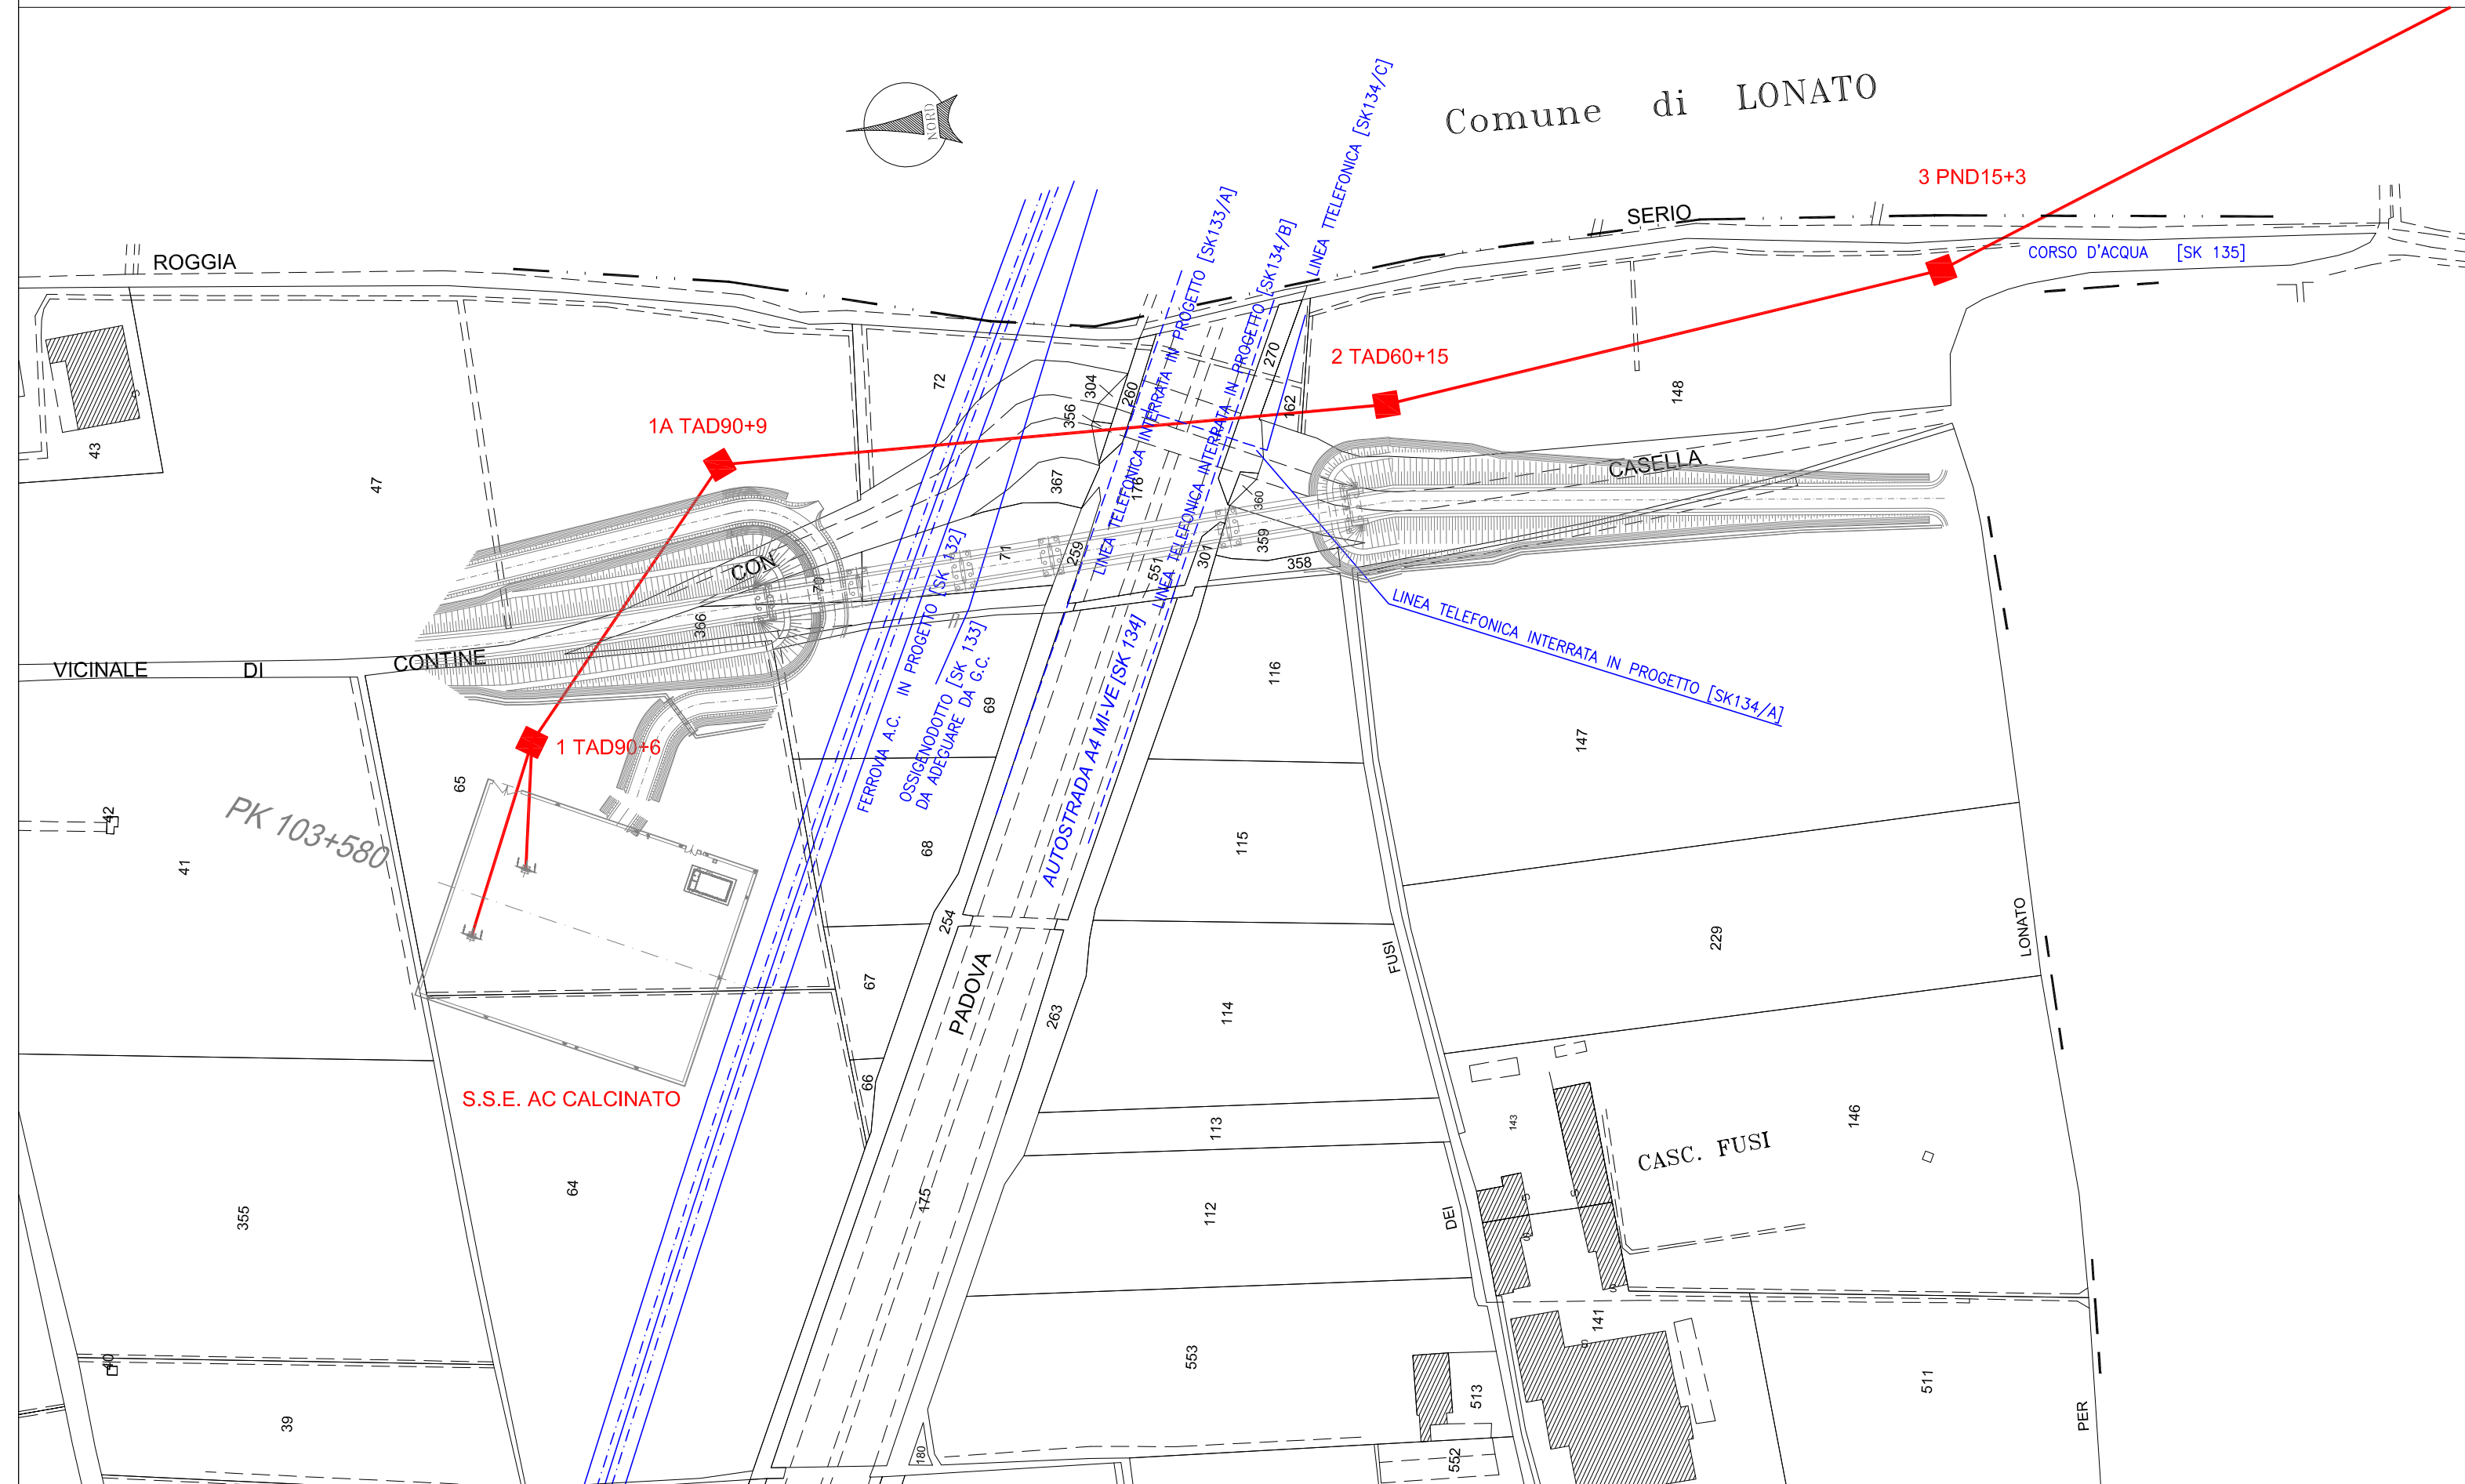 Comune di LONATO
NORD
LINEA TTELEFONICA [SK134/C]
LINEA TELEFONICA INTERRATA IN PROGETTO [SK133/A]
LINEA TELEFONICA INTERRATA IN PROGETTO [SK134/B]
3 PND15+3
SERIO
ROGGIA
CORSO D'ACQUA [SK 135]
2 TAD60+15
1A TAD90+9
270
72
304
260
356
162
148
43
47
367
176
360
CASELLA
CON
70
71
259
551
301
359
358
366
LINEA TELEFONICA INTERRATA IN PROGETTO [SK134/A]
VICINALE DI CONTINE
FERROVIA A.C. IN PROGETTO [SK 132]
OSSIGENODOTTO [SK 133]
DA ADEGUARE DA G.C.
AUTOSTRADA A4 MI-VE [SK 134]
69
116
147
1 TAD90+6
65
PK 103+580
42
41
68
115
254
67
PADOVA
263
114
FUSI
229
LONATO
66
S.S.E. AC CALCINATO
113
143
146
CASC. FUSI
64
355
475
112
DEI
S
S
S
S
S
S
141
40
553
39
513
511
PER
180
552